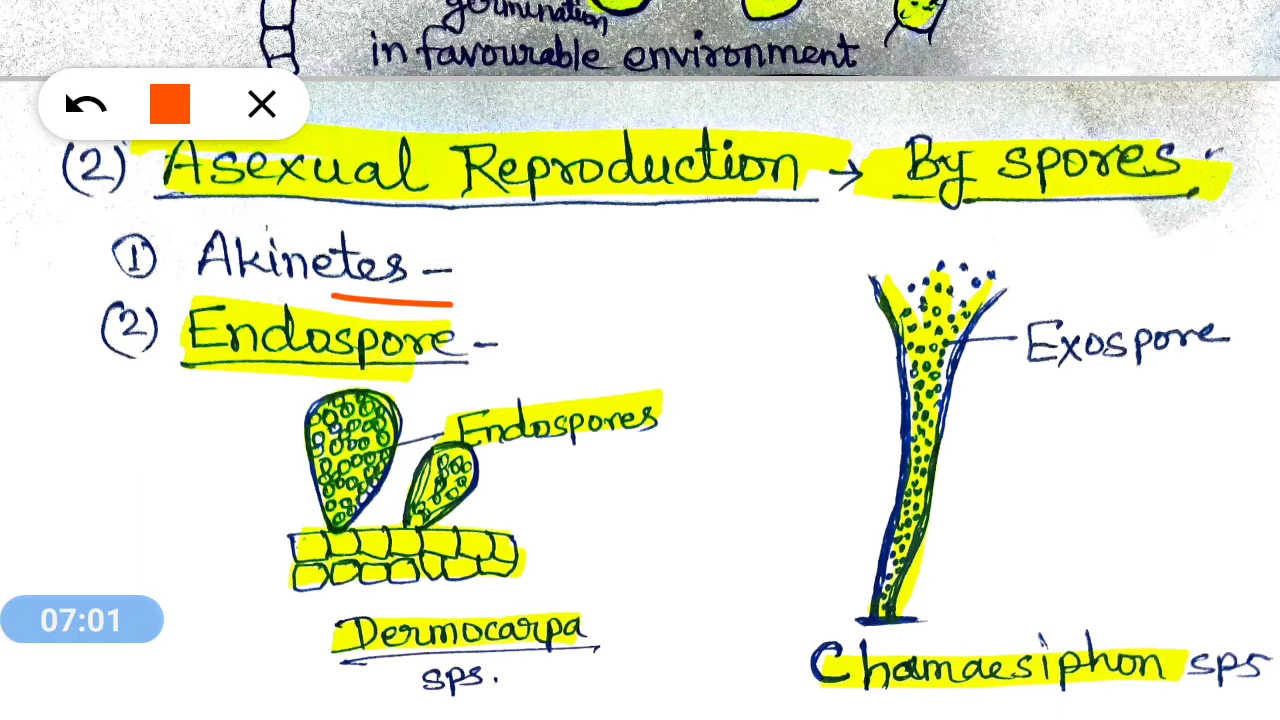 germination
in favourable environment
(2) Asexual Reproduction → By spores.
① Akinetes -
(2) Endospore -
Exospore
Endospores
07:01
Dermocarpa
sps.
Chamaesiphon sps